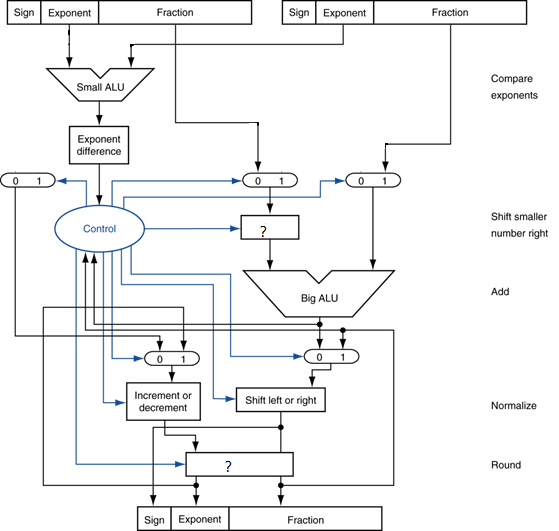 Sign Exponent Fraction Sign Exponent Fraction
Small ALU
Compare
exponents
Exponent
difference
0 1 0 1 0 1
Control
?
Shift smaller
number right
Big ALU
Add
0 1 0 1
Increment or
decrement
Shift left or right
Normalize
?
Round
Sign Exponent Fraction